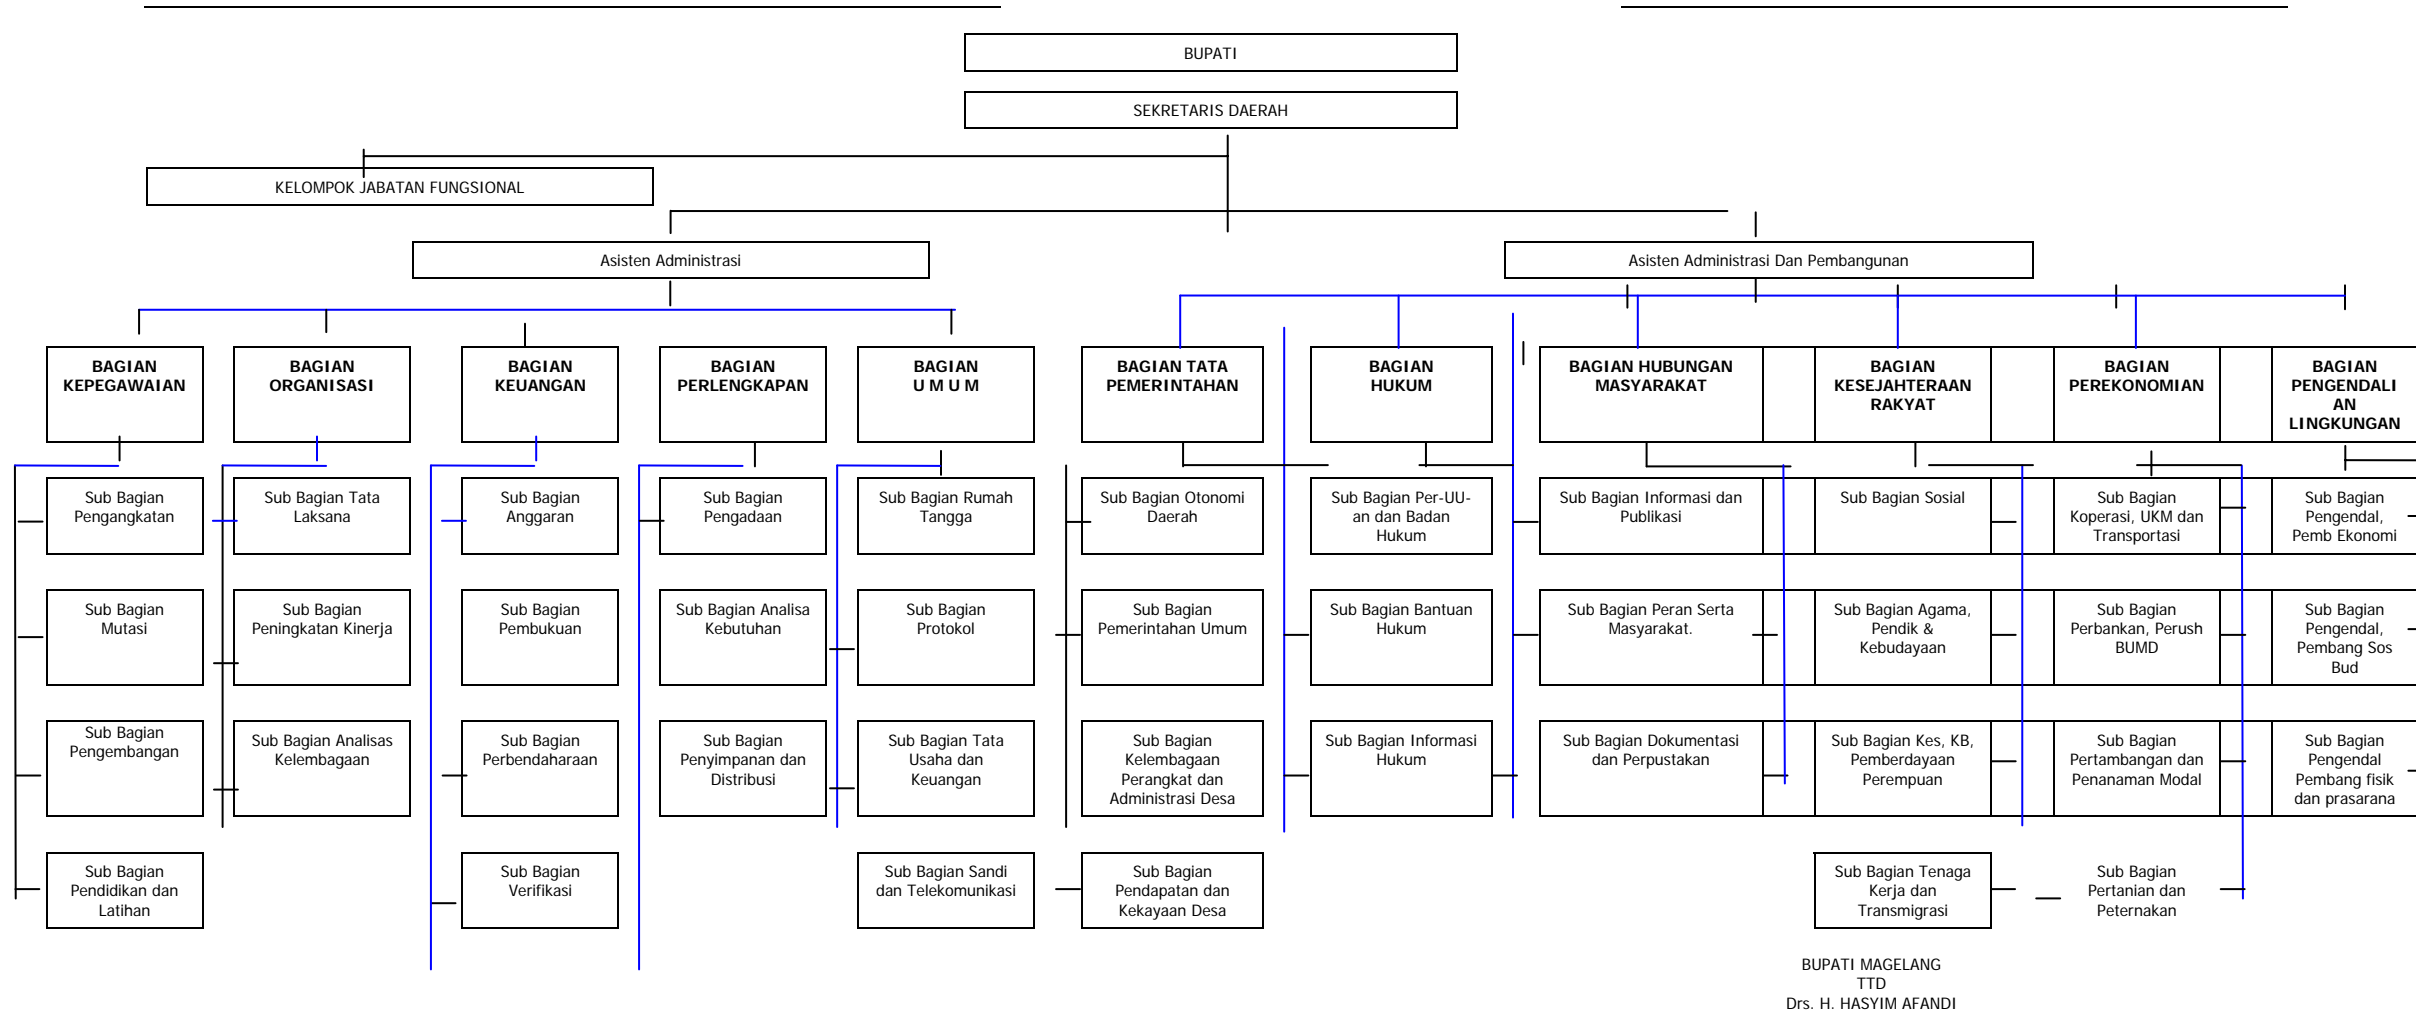 BUPATI
SEKRETARIS DAERAH
KELOMPOK JABATAN FUNGSIONAL
Asisten Administrasi
Asisten Administrasi Dan Pembangunan
BAGIAN
KEPEGAWAIAN
BAGIAN
ORGANISASI
BAGIAN
KEUANGAN
BAGIAN
PERLENGKAPAN
BAGIAN
U M U M
BAGIAN TATA
PEMERINTAHAN
BAGIAN
HUKUM
BAGIAN HUBUNGAN
MASYARAKAT
BAGIAN
KESEJAHTERAAN
RAKYAT
BAGIAN
PEREKONOMIAN
BAGIAN
PENGENDALI
AN
LINGKUNGAN
Sub Bagian
Pengangkatan
Sub Bagian Tata
Laksana
Sub Bagian
Anggaran
Sub Bagian
Pengadaan
Sub Bagian Rumah
Tangga
Sub Bagian Otonomi
Daerah
Sub Bagian Per-UU-
an dan Badan
Hukum
Sub Bagian Informasi dan
Publikasi
Sub Bagian Sosial
Sub Bagian
Koperasi, UKM dan
Transportasi
Sub Bagian
Pengendal,
Pemb Ekonomi
Sub Bagian
Mutasi
Sub Bagian
Peningkatan Kinerja
Sub Bagian
Pembukuan
Sub Bagian Analisa
Kebutuhan
Sub Bagian
Protokol
Sub Bagian
Pemerintahan Umum
Sub Bagian Bantuan
Hukum
Sub Bagian Peran Serta
Masyarakat.
Sub Bagian Agama,
Pendik &
Kebudayaan
Sub Bagian
Perbankan, Perush
BUMD
Sub Bagian
Pengendal,
Pembang Sos
Bud
Sub Bagian
Pengembangan
Sub Bagian Analisas
Kelembagaan
Sub Bagian
Perbendaharaan
Sub Bagian
Penyimpanan dan
Distribusi
Sub Bagian Tata
Usaha dan
Keuangan
Sub Bagian
Kelembagaan
Perangkat dan
Administrasi Desa
Sub Bagian Informasi
Hukum
Sub Bagian Dokumentasi
dan Perpustakan
Sub Bagian Kes, KB,
Pemberdayaan
Perempuan
Sub Bagian
Pertambangan dan
Penanaman Modal
Sub Bagian
Pengendal
Pembang fisik
dan prasarana
Sub Bagian
Pendidikan dan
Latihan
Sub Bagian
Verifikasi
Sub Bagian Sandi
dan Telekomunikasi
Sub Bagian
Pendapatan dan
Kekayaan Desa
Sub Bagian Tenaga
Kerja dan
Transmigrasi
Sub Bagian
Pertanian dan
Peternakan
BUPATI MAGELANG
TTD
Drs. H. HASYIM AFANDI